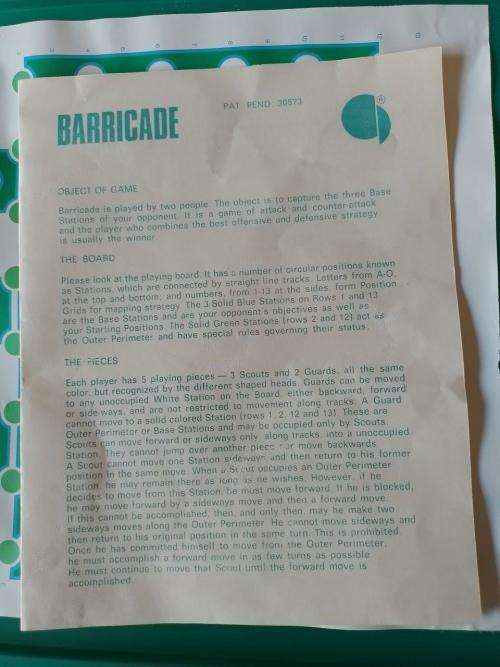 BARRICADE
PAT. PEND. 30573
®
OBJECT OF GAME
Barricade is played by two people. The object is to capture the three Base
Stations of your opponent. It is a game of attack and counter-attack
and the player who combines the best offensive and defensive strategy
is usually the winner.
THE BOARD
Please look at the playing board. It has a number of circular positions known
as Stations, which are connected by straight line tracks. Letters from A-O,
at the top and bottom, and numbers, from 1-13 at the sides, form Position
Grids for mapping strategy. The 3 Solid Blue Stations on Rows 1 and 13
are the Base Stations and are your opponent's objectives as well as
your Starting Positions. The Solid Green Stations (rows 2 and 12) act as
the Outer Perimeter and have special rules governing their status.
THE PIECES
Each player has 5 playing pieces — 3 Scouts and 2 Guards, all the same
color, but recognized by the different shaped heads. Guards can be moved
to any unoccupied White Station on the Board, either backward, forward
or side-ways, and are not restricted to movement along tracks. A Guard
cannot move to a solid colored Station (rows 1, 2, 12 and 13). These are
Outer Perimeter or Base Stations and may be occupied only by Scouts.
Scouts can move forward or sideways only, along tracks, into a unoccupied
Station. They cannot jump over another piece or move backwards.
A Scout cannot move one Station sideways and then return to his former
position in the same move. When a Scout occupies an Outer Perimeter
Station, he may remain there as long as he wishes. However, if he
decides to move from this Station, he must move forward. If he is blocked,
he may move forward by a sideways move and then a forward move.
If this cannot be accomplished, then, and only then, may he make two
sideways moves along the Outer Perimeter. He cannot move sideways and
then return to his original position in the same turn. This is prohibited.
Once he has committed himself to move from the Outer Perimeter,
he must accomplish a forward move in as few turns as possible.
He must continue to move that Scout until the forward move is
accomplished.